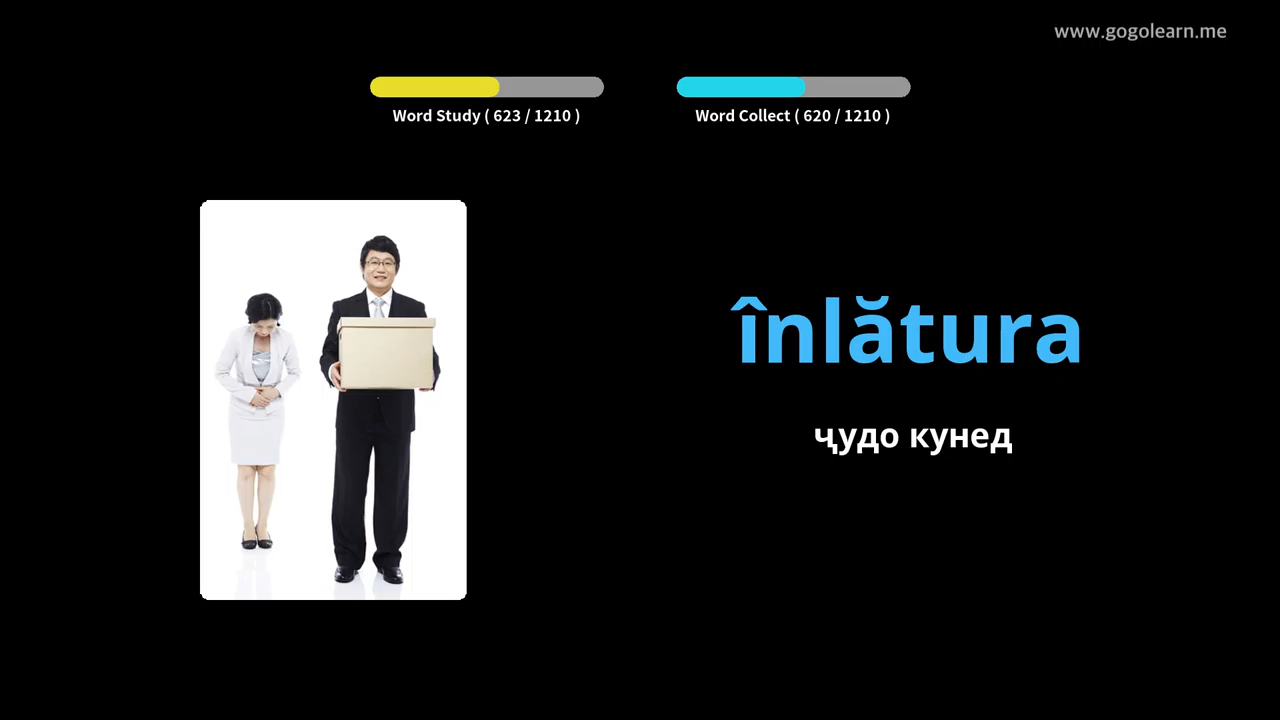 www.gogolearn.me
Word Study ( 623 / 1210 )
Word Collect ( 620 / 1210 )
înlătura
ҷудо кунед